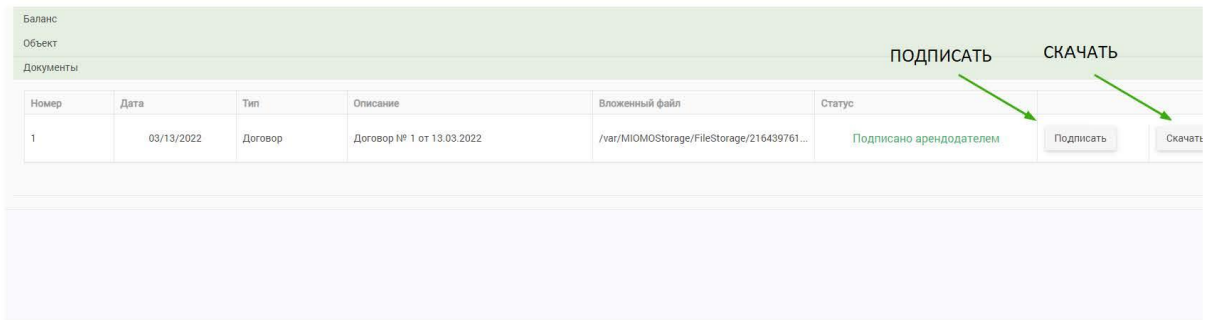 Баланс
Объект
ПОДПИСАТЬ СКАЧАТЬ
Документы
Номер Дата Тип Описание Вложенный файл Статус
1 03/13/2022 Договор Договор № 1 от 13.03.2022 /var/MIOMOStorage/FileStorage/216439761... Подписано арендодателем Подписать Скачать